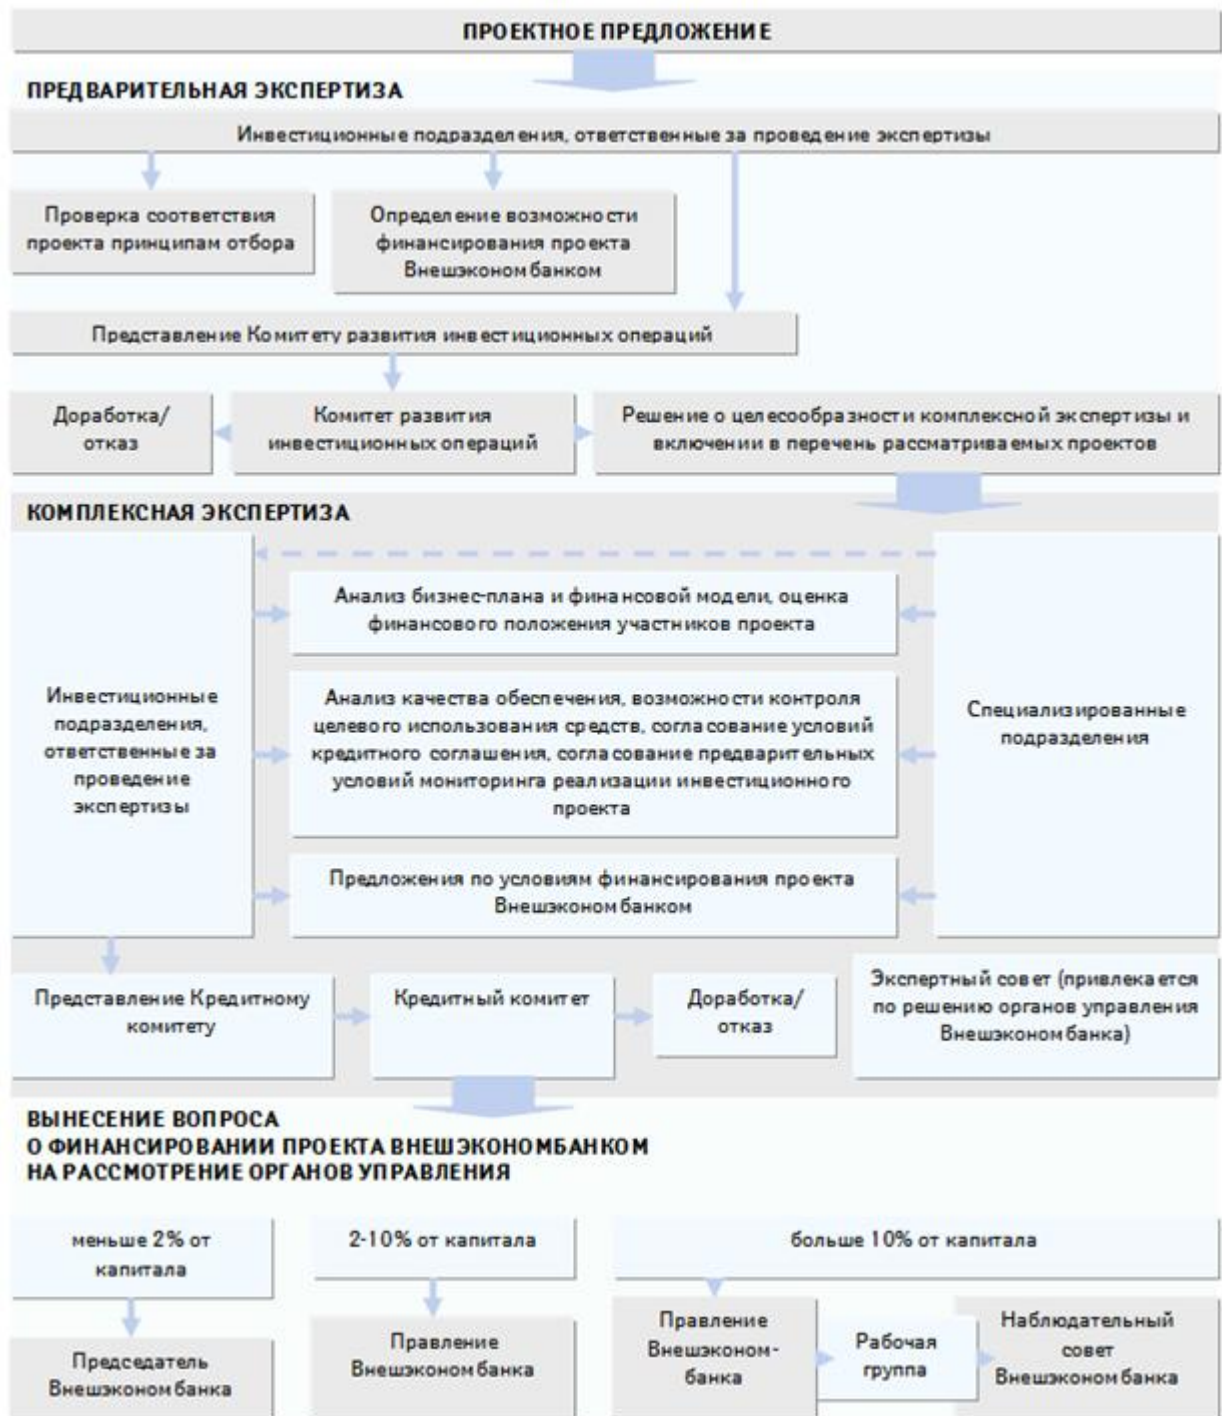 ПРОЕКТНОЕ ПРЕДЛОЖЕНИЕ
ПРЕДВАРИТЕЛЬНАЯ ЭКСПЕРТИЗА
Инвестиционные подразделения, ответственные за проведение экспертизы
Проверка соответствия
проекта принципам отбора
Определение возможности
финансирования проекта
Внешэкономбанком
Представление Комитету развития инвестиционных операций
Доработка/
отказ
Комитет развития
инвестиционных операций
Решение о целесообразности комплексной экспертизы и
включении в перечень рассматриваемых проектов
КОМПЛЕКСНАЯ ЭКСПЕРТИЗА
Инвестиционные
подразделения,
ответственные за
проведение
экспертизы
Анализ бизнес-плана и финансовой модели, оценка
финансового положения участников проекта
Анализ качества обеспечения, возможности контроля
целевого использования средств, согласование условий
кредитного соглашения, согласование предварительных
условий мониторинга реализации инвестиционного
проекта
Предложения по условиям финансирования проекта
Внешэкономбанком
Специализированные
подразделения
Представление Кредитному
комитету
Кредитный комитет
Доработка/
отказ
Экспертный совет (привлекается
по решению органов управления
Внешэкономбанка)
ВЫНЕСЕНИЕ ВОПРОСА
О ФИНАНСИРОВАНИИ ПРОЕКТА ВНЕШЭКОНОМБАНКОМ
НА РАССМОТРЕНИЕ ОРГАНОВ УПРАВЛЕНИЯ
меньше 2% от
капитала
2-10% от капитала
больше 10% от капитала
Председатель
Внешэкономбанка
Правление
Внешэкономбанка
Правление
Внешэконом-
банка
Рабочая
группа
Наблюдательный
совет
Внешэкономбанка